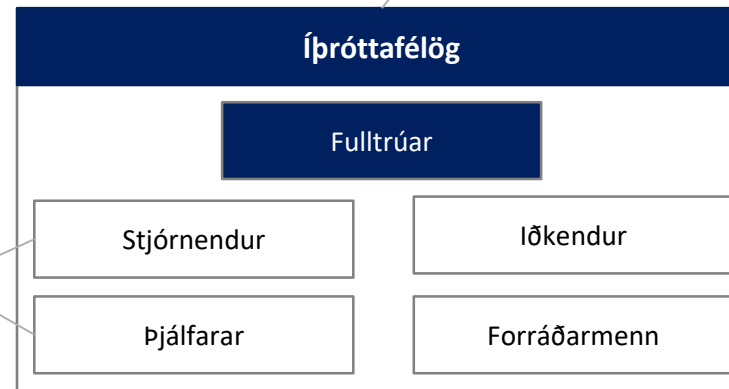 Íþróttafélög
Fulltrúar
Stjórnendur
Iðkendur
Þjálfarar
Forráðarmenn